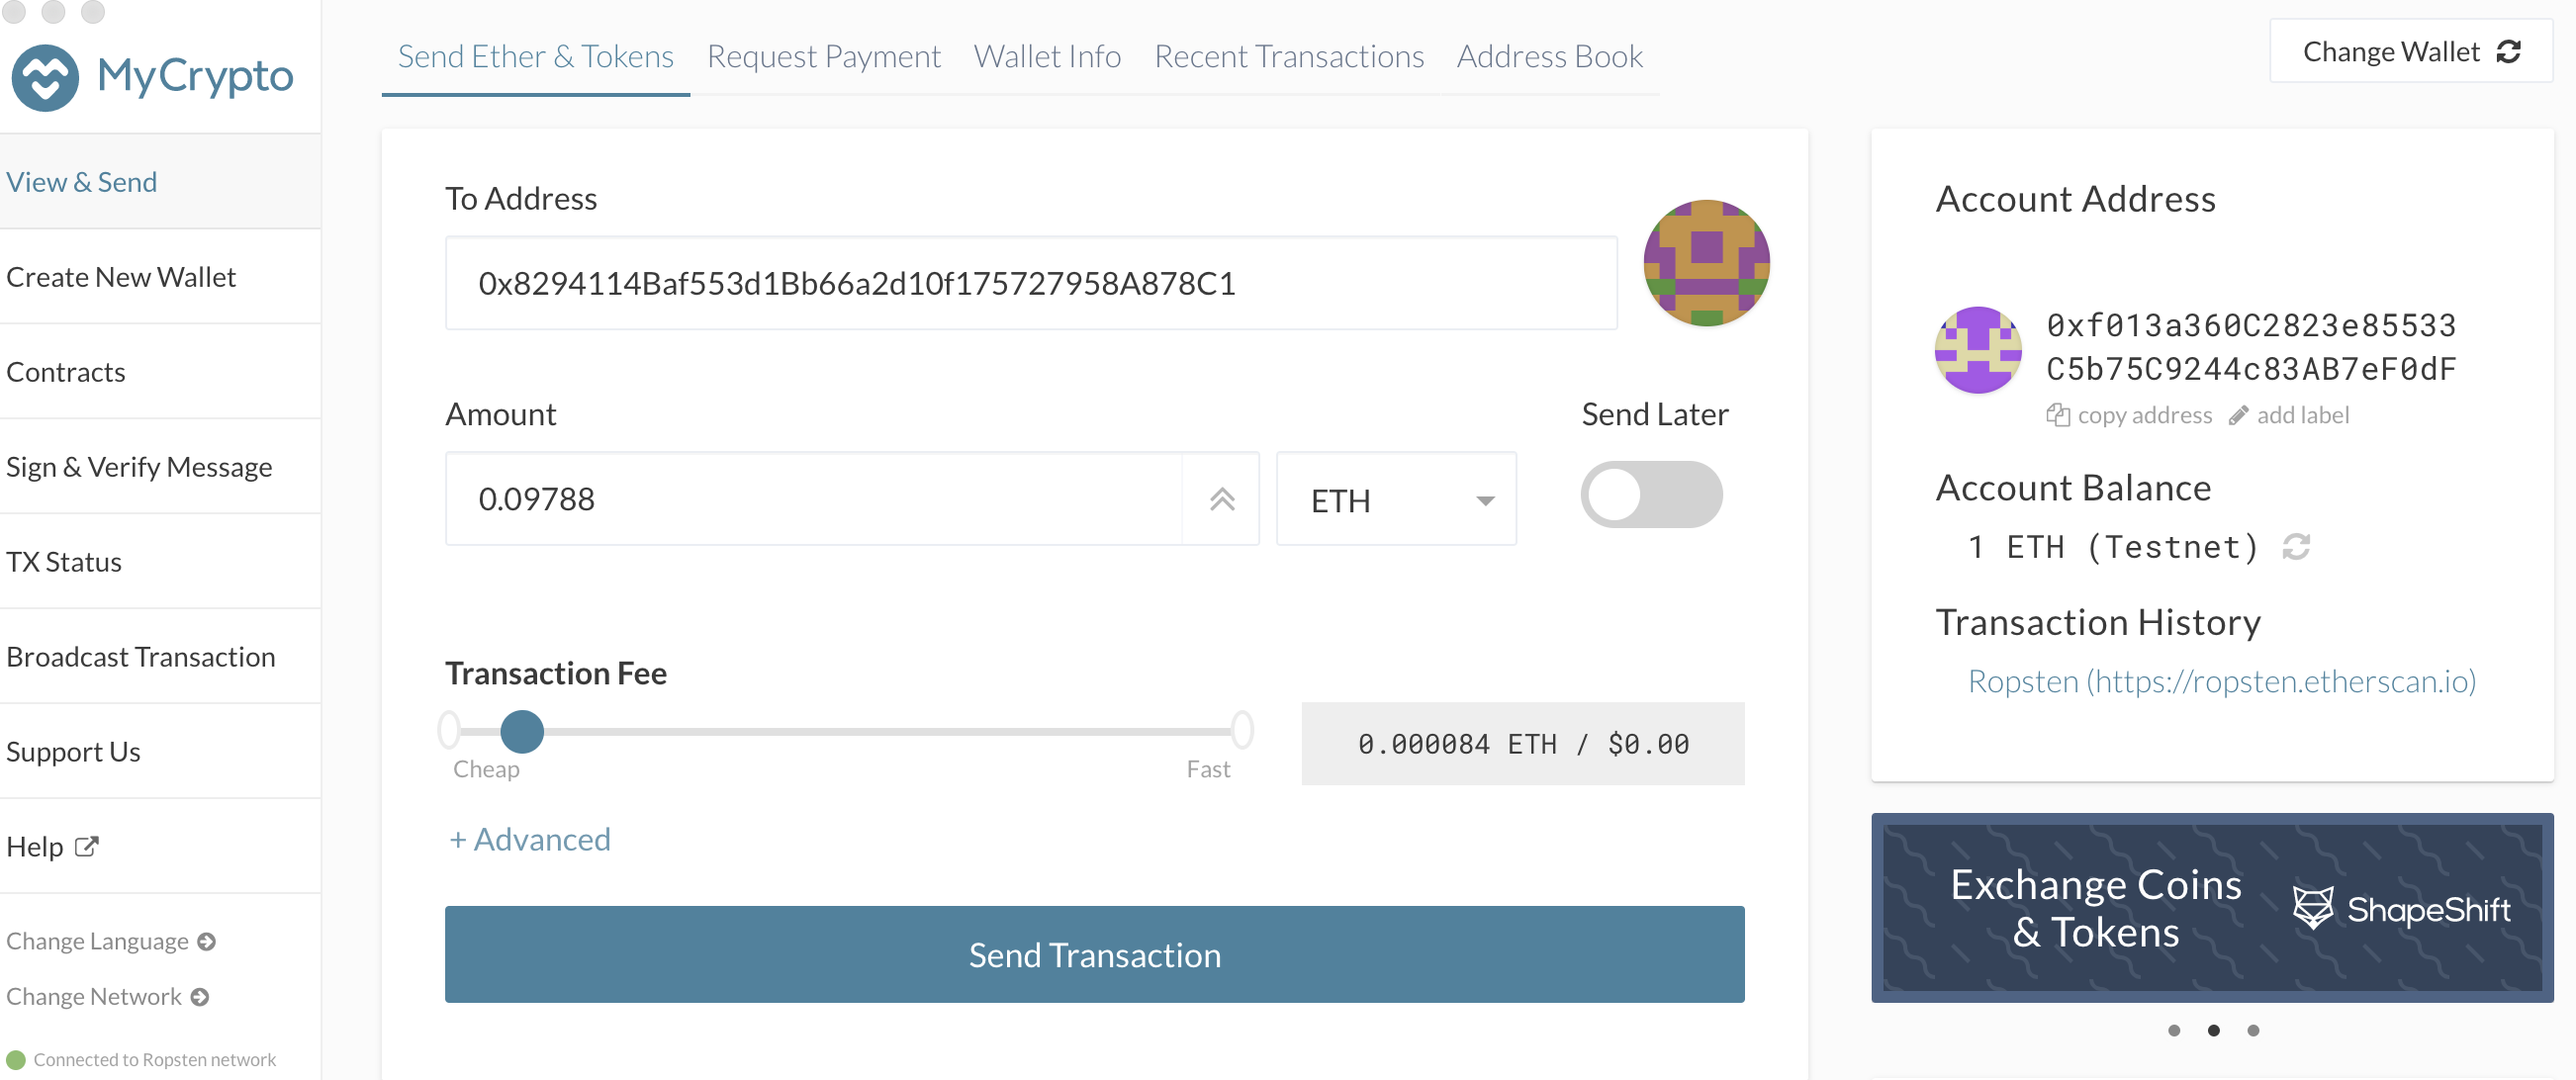 MyCrypto
View & Send
Create New Wallet
Contracts
Sign & Verify Message
TX Status
Broadcast Transaction
Support Us
Help
Change Language
Change Network
Connected to Ropsten network
Send Ether & Tokens Request Payment Wallet Info Recent Transactions Address Book
Change Wallet
To Address
0x8294114Baf553d1Bb66a2d10f175727958A878C1
Amount
Send Later
0.09788
ETH
Transaction Fee
Cheap Fast
0.000084 ETH / $0.00
+ Advanced
Send Transaction
Account Address
0xf013a360C2823e85533
C5b75C9244c83AB7eF0dF
copy address add label
Account Balance
1 ETH (Testnet)
Transaction History
Ropsten (https://ropsten.etherscan.io)
Exchange Coins
& Tokens
ShapeShift